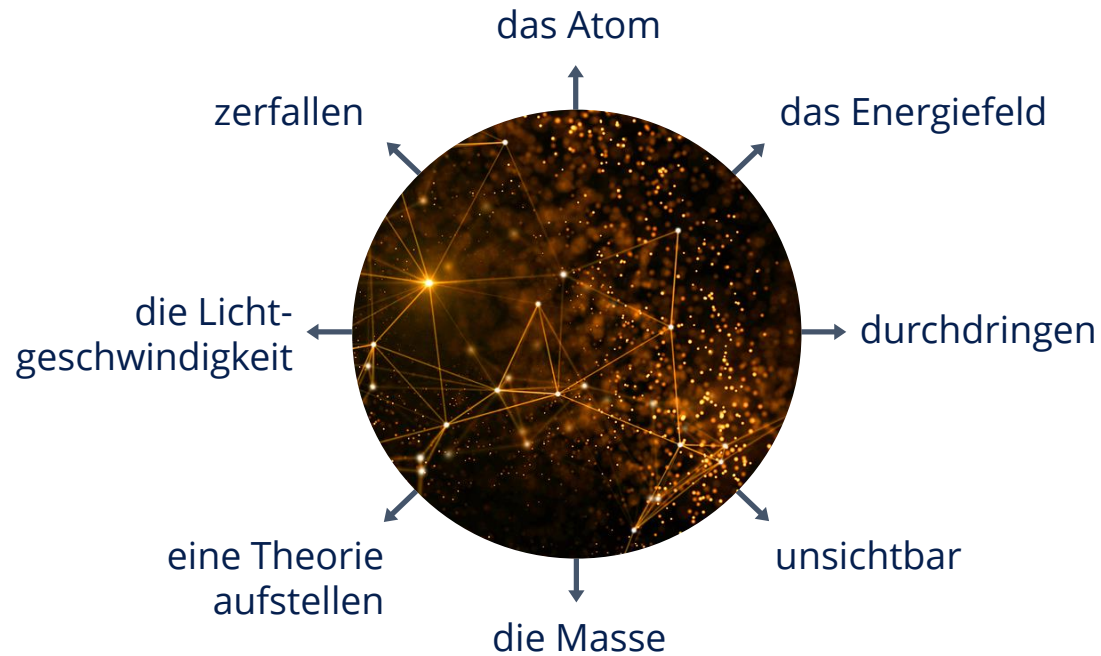 das Atom
zerfallen
das Energiefeld
die Licht-
geschwindigkeit
durchdringen
eine Theorie
aufstellen
unsichtbar
die Masse